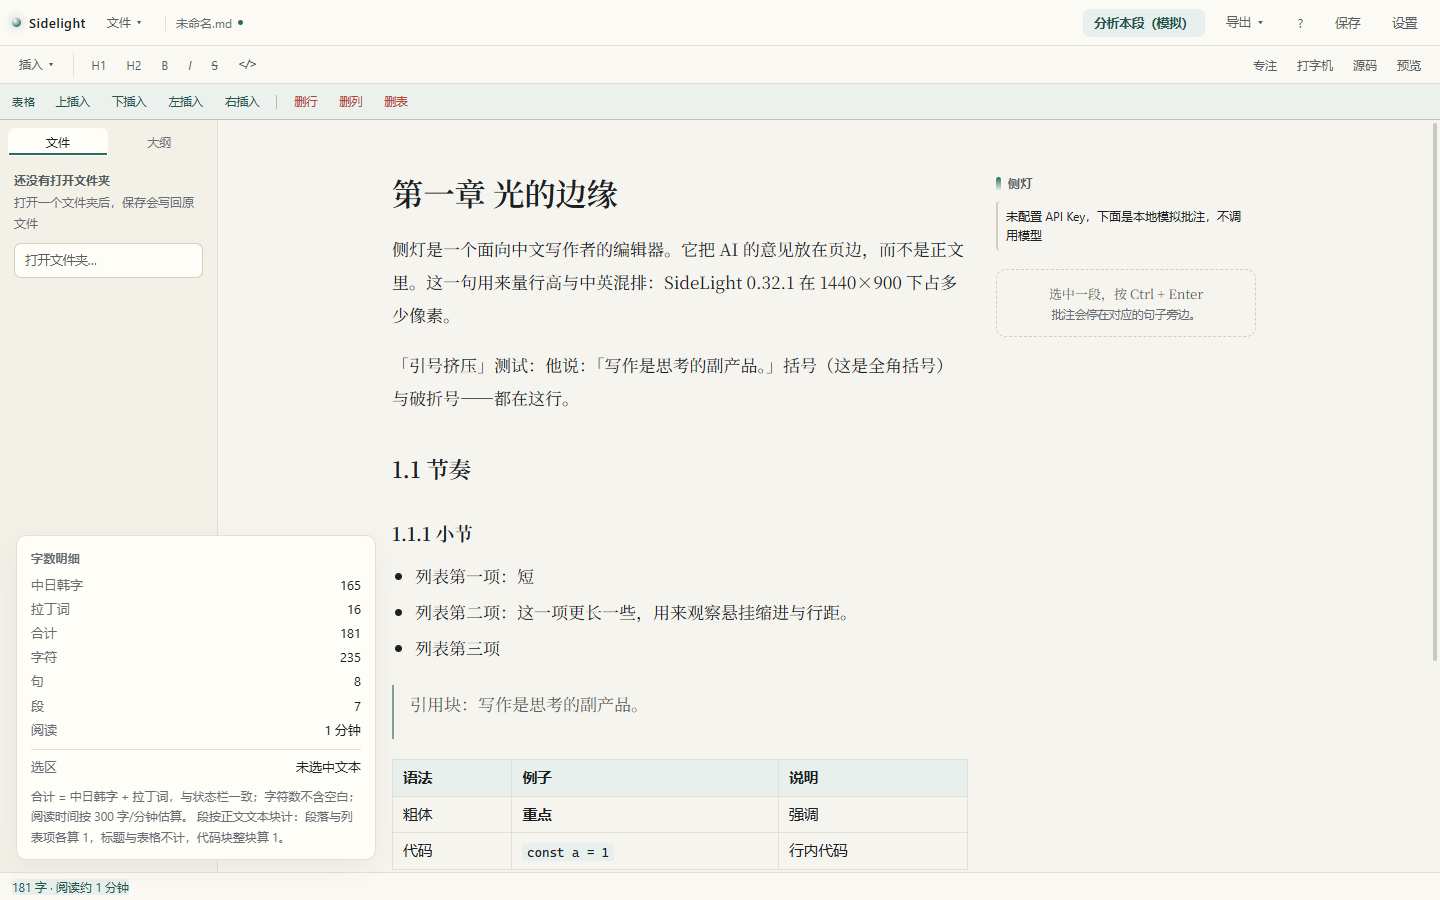 Sidelight 文件 未命名.md 分析本段（模拟） 导出 ? 保存 设置
插入 H1 H2 B I S </> 专注 打字机 源码 预览
表格 上插入 下插入 左插入 右插入 删行 删列 删表
文件 大纲
还没有打开文件夹
打开一个文件夹后，保存会写回原
文件
打开文件夹...
第一章 光的边缘
侧灯是一个面向中文写作者的编辑器。它把 AI 的意见放在页边，而不是正文
里。这一句用来量行高与中英混排：SideLight 0.32.1 在 1440×900 下占多
少像素。
「引号挤压」测试：他说：「写作是思考的副产品。」括号（这是全角括号）
与破折号——都在这行。
1.1 节奏
1.1.1 小节
列表第一项：短
列表第二项：这一项更长一些，用来观察悬挂缩进与行距。
列表第三项
引用块：写作是思考的副产品。
语法 例子 说明
粗体 重点 强调
代码 const a = 1 行内代码
侧灯
未配置 API Key，下面是本地模拟批注，不调
用模型
选中一段，按 Ctrl + Enter
批注会停在对应的句子旁边。
字数明细
中日韩字 165
拉丁词 16
合计 181
字符 235
句 8
段 7
阅读 1 分钟
选区 未选中文本
合计 = 中日韩字 + 拉丁词，与状态栏一致；字符数不含空白；
阅读时间按 300 字/分钟估算。 段按正文文本块计：段落与列
表项各算 1，标题与表格不计，代码块整块算 1。
181 字 · 阅读约 1 分钟